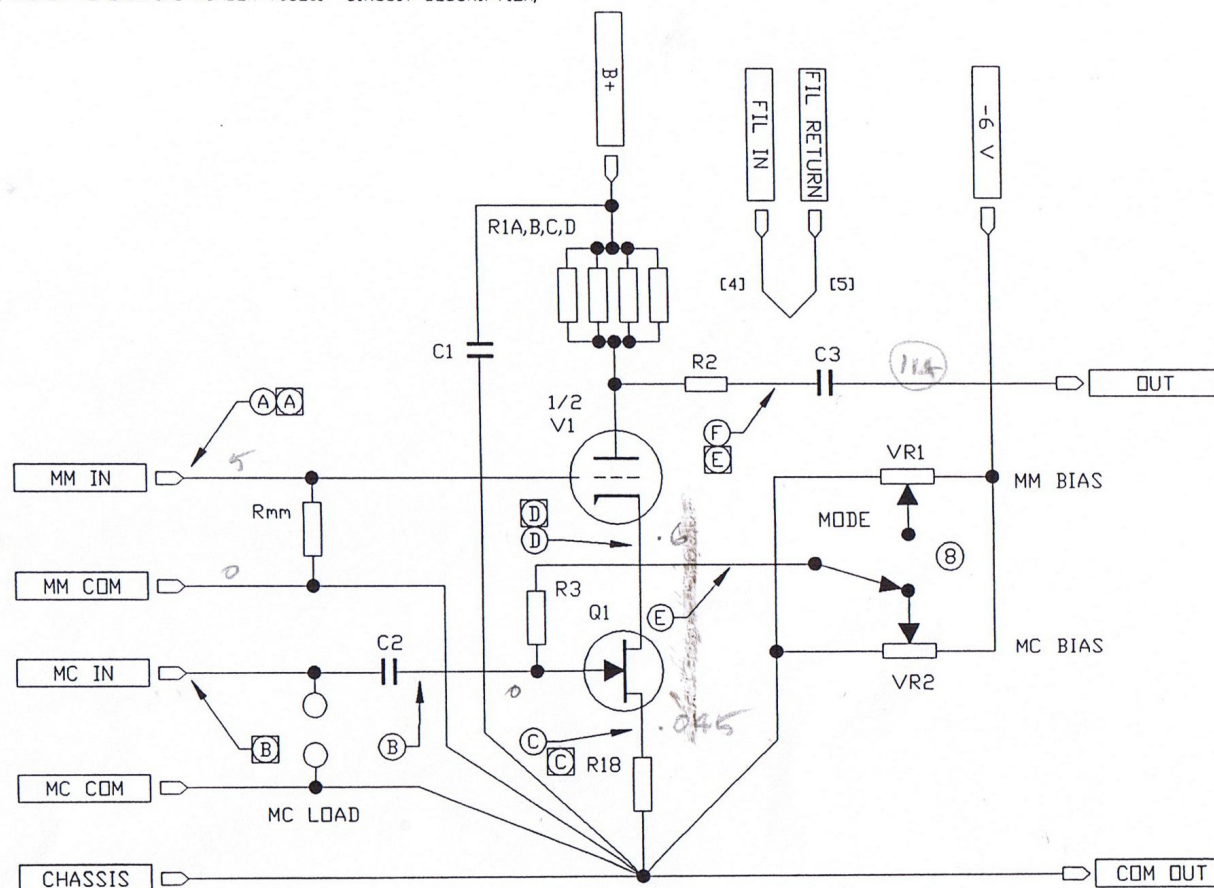 B+
FIL IN
FIL RETURN
-6 V
R1A,B,C,D
[4]
[5]
C1
R2
C3
OUT
A
A
1/2
V1
F
E
VR1
MM IN
5
MM BIAS
Rmm
D
D
MODE
.6
8
MM COM
0
R3
E
Q1
MC IN
C2
MC BIAS
0
VR2
.045
B
B
C
C
R18
MC COM
MC LOAD
CHASSIS
COM OUT